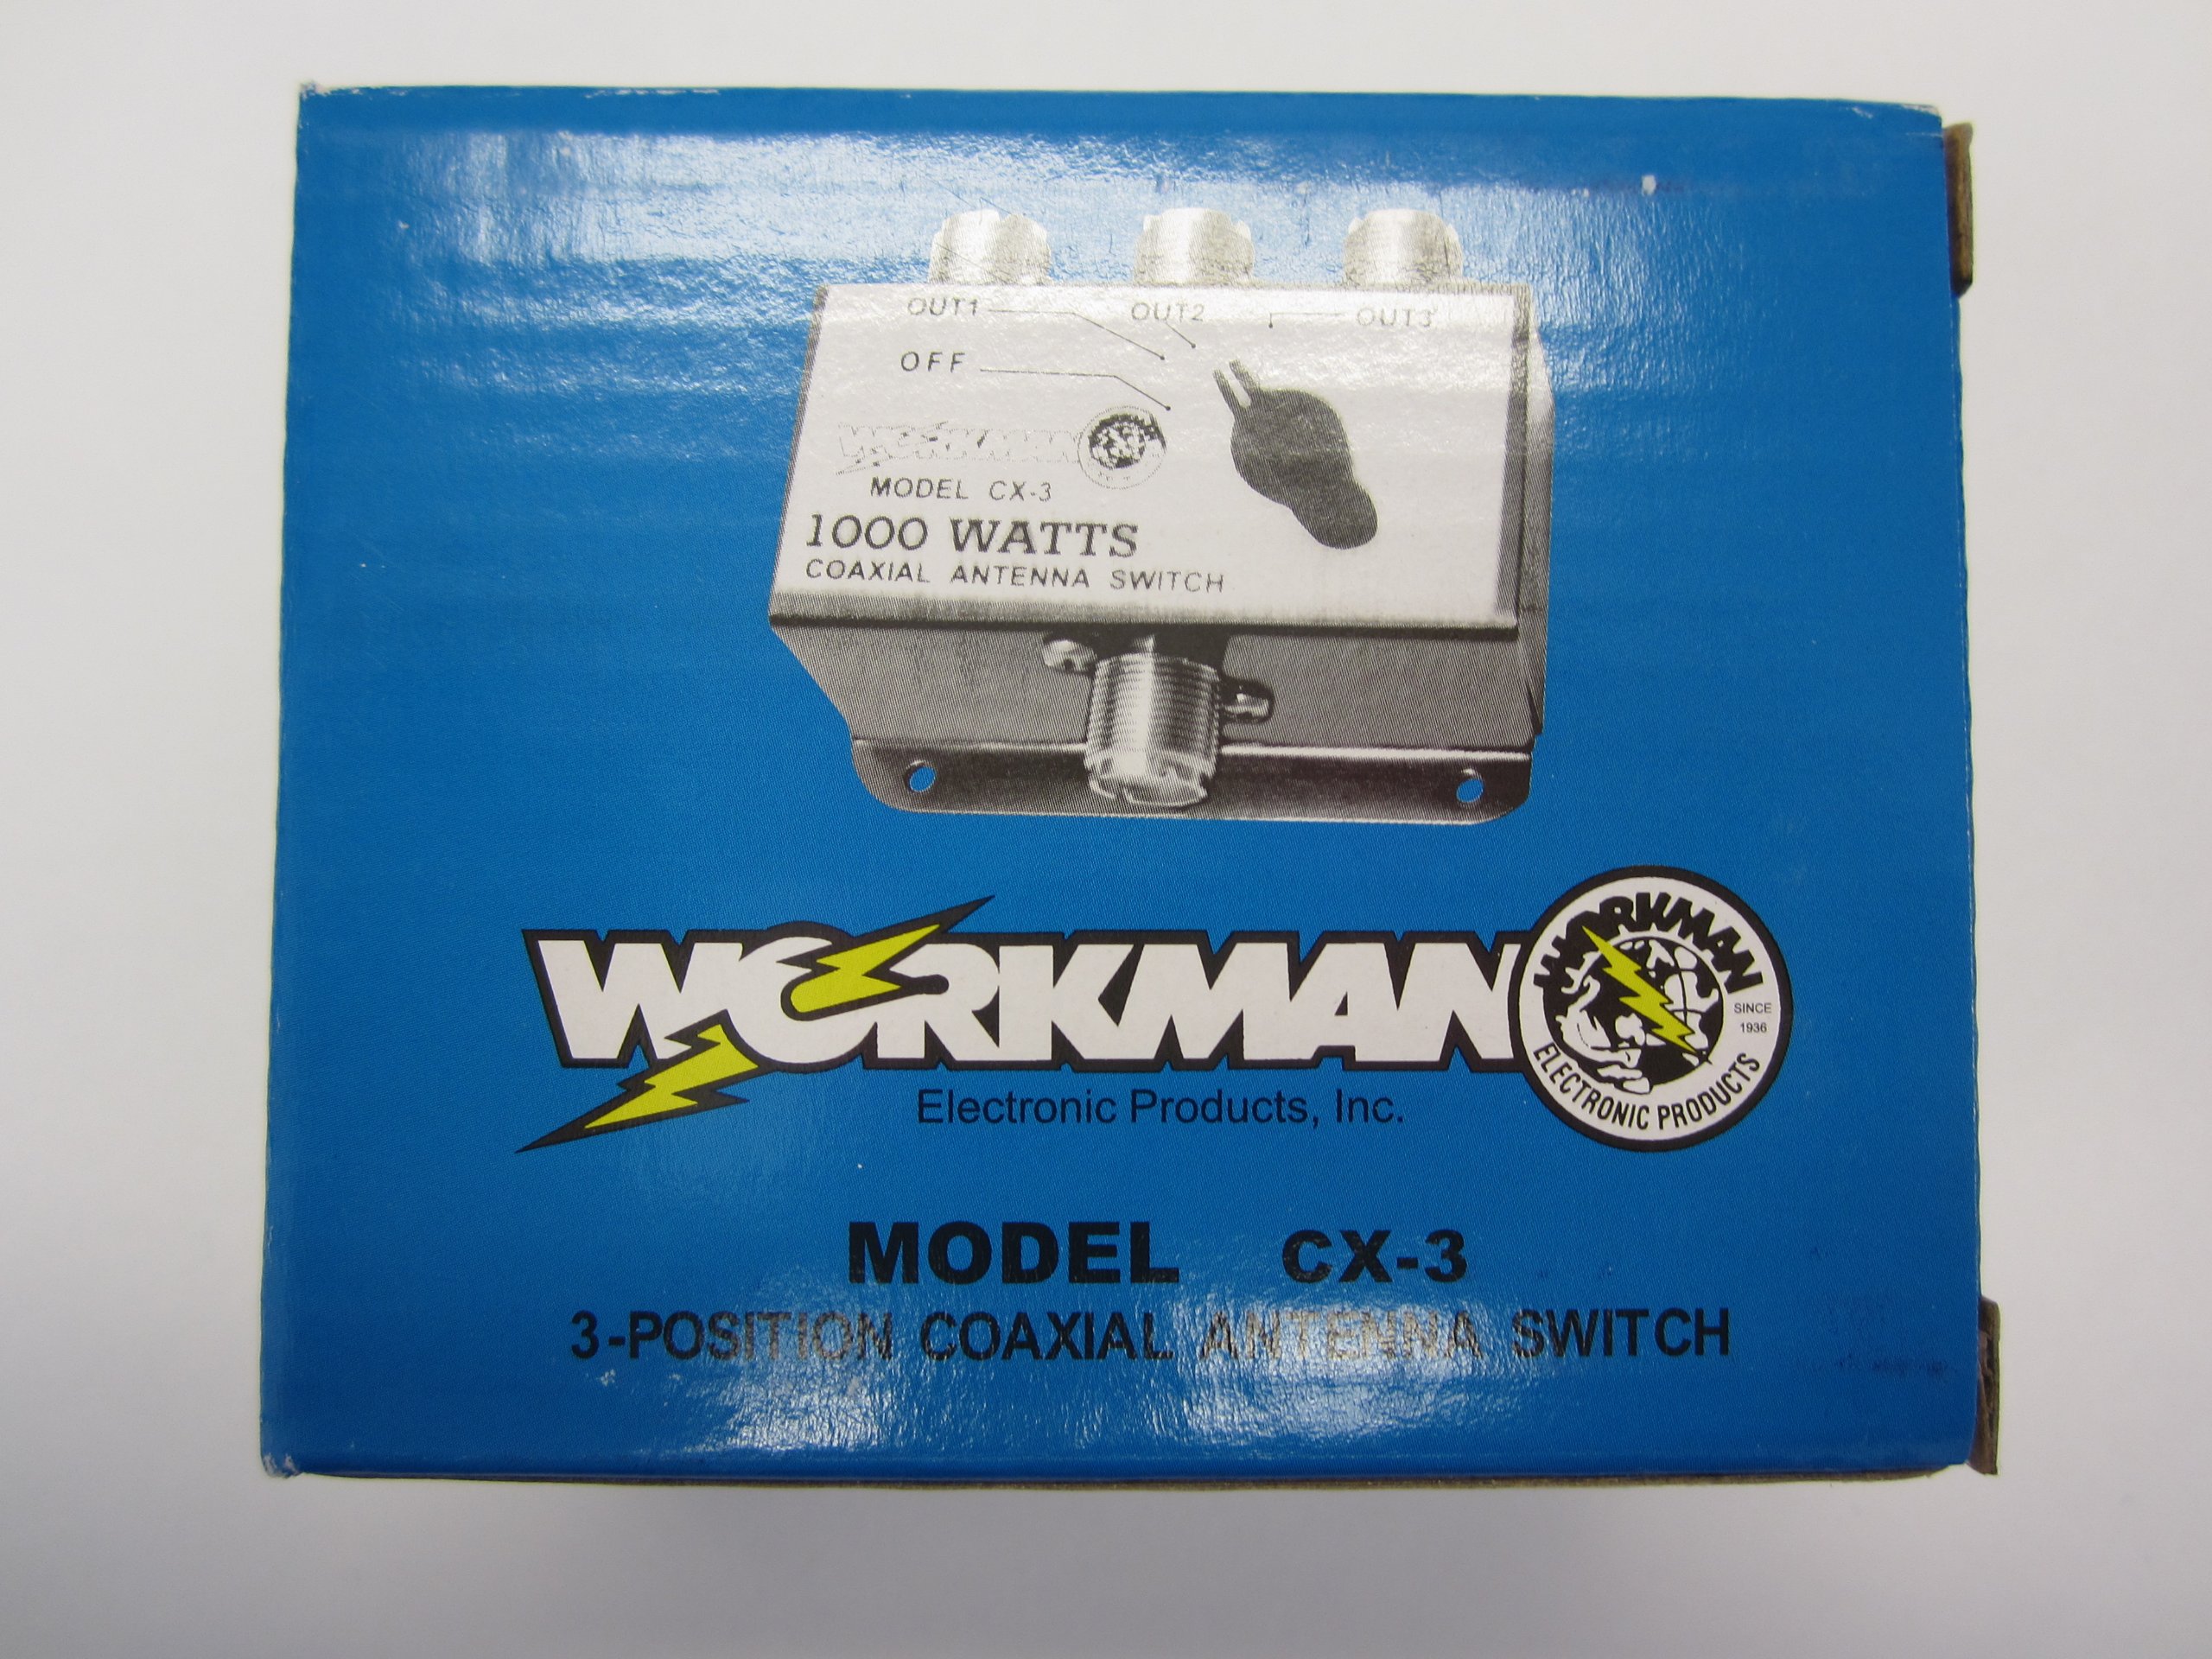 OUT1 OUT2 OUT3
OFF
WORKMAN
MODEL CX-3
1000 WATTS
COAXIAL ANTENNA SWITCH
WORKMAN
Electronic Products, Inc.
WORKMAN
SINCE
1936
ELECTRONIC PRODUCTS
MODEL CX-3
3-POSITION COAXIAL ANTENNA SWITCH